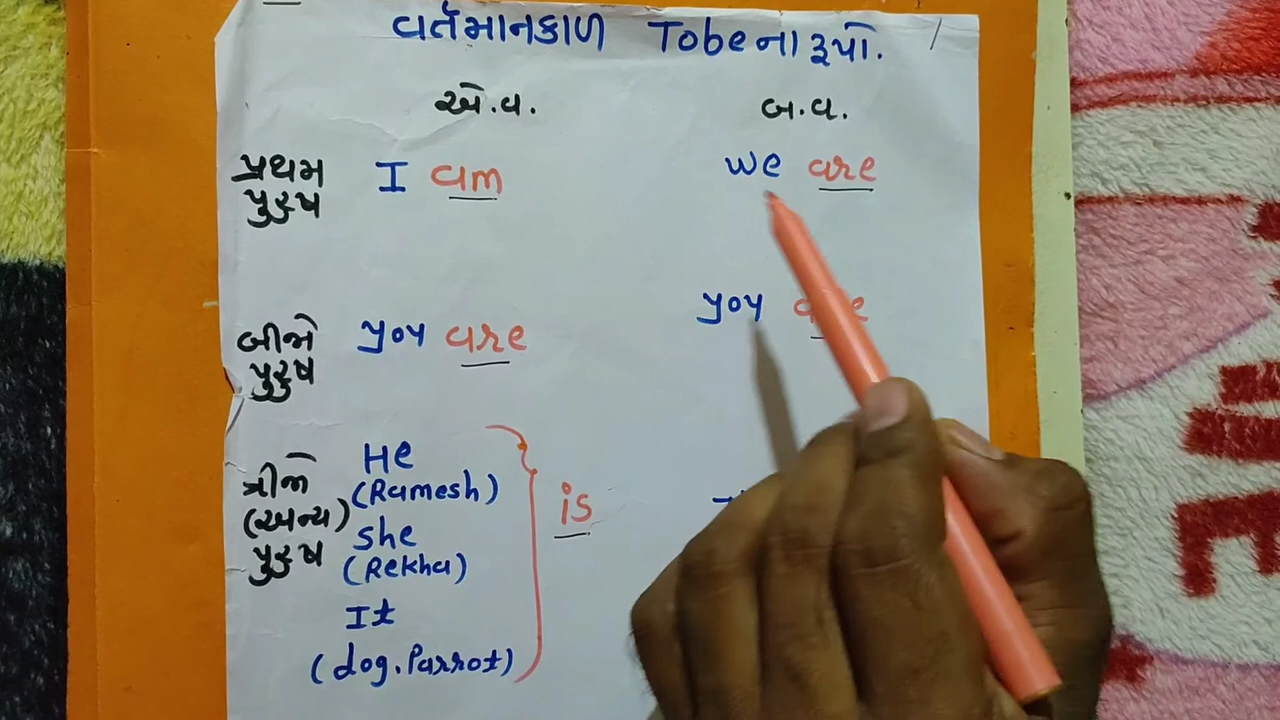 વર્તમાનકાળ Tobeના રૂપો.
એ.વ. બ.વ.
પ્રથમ પુરુષ I am we are
બીજો પુરુષ you are you are
ત્રીજો (અન્ય) પુરુષ
He
(Ramesh)
she
(Rekha)
It
(dog.Parrot)
is